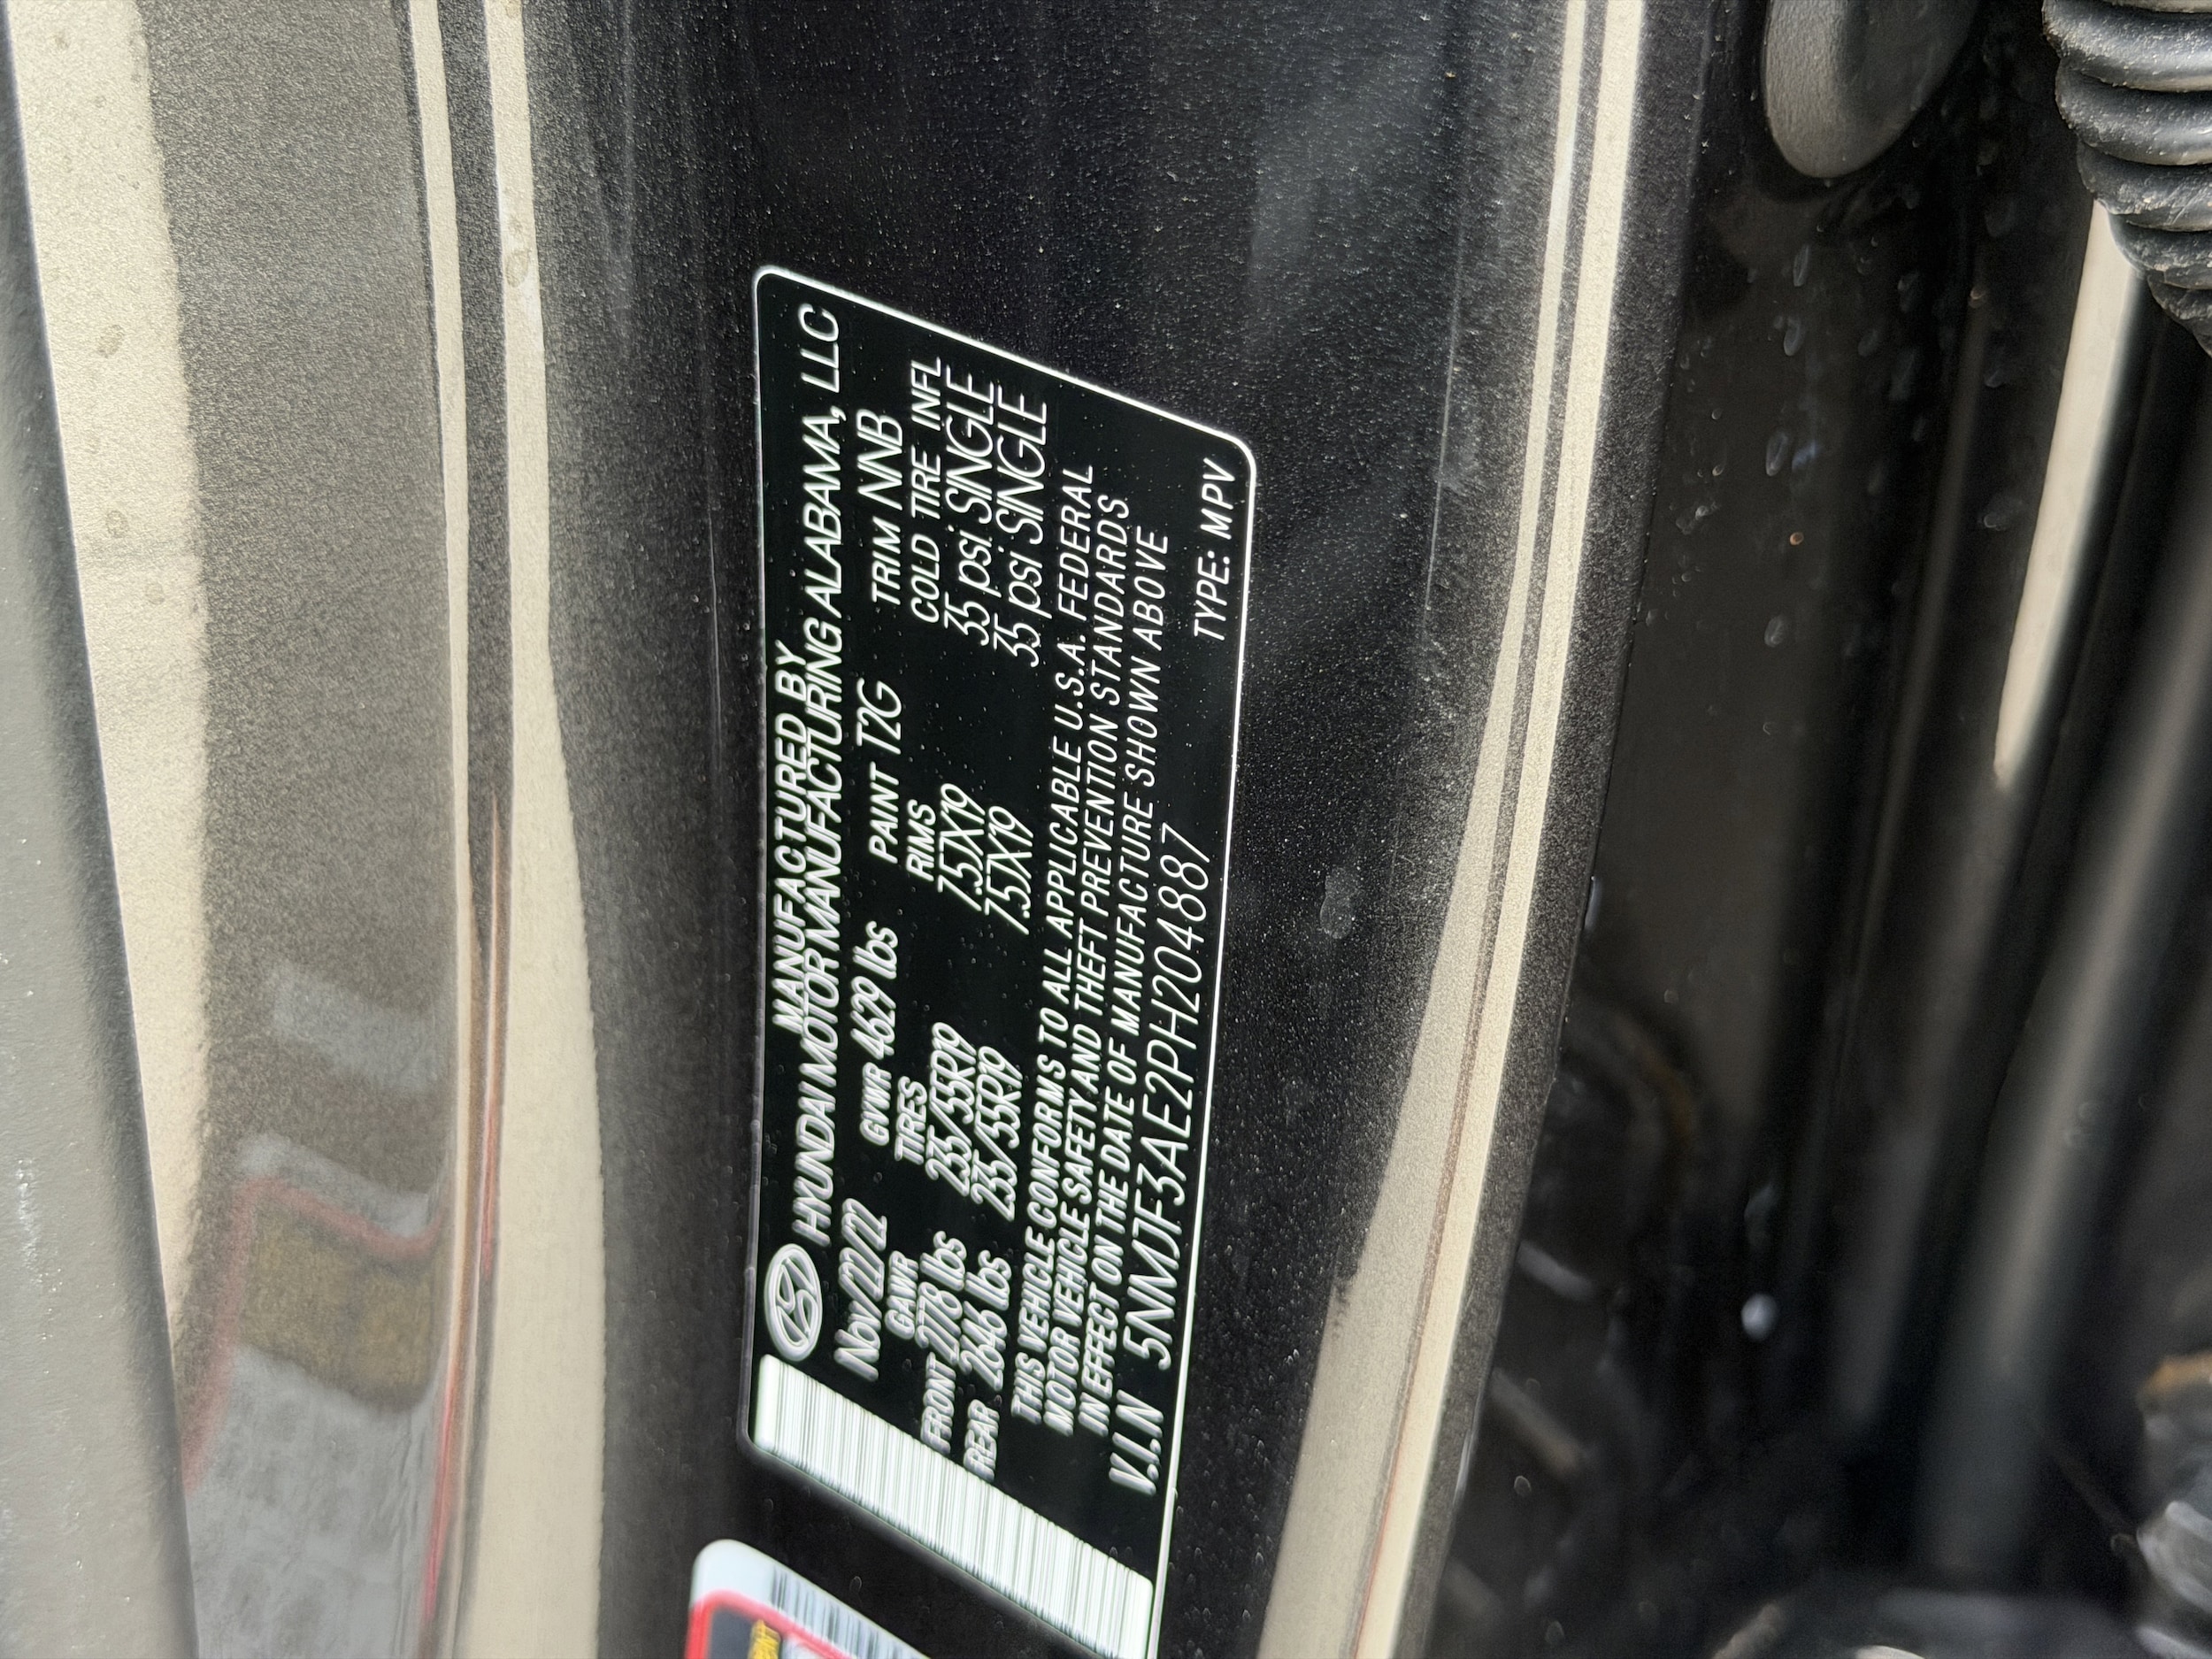 MANUFACTURED BY
HYUNDAI MOTOR MANUFACTURING ALABAMA, LLC
Nov/22/22 GVWR 4629 lbs PAINT T2G TRIM NNB
GAWR TIRES RIMS COLD TIRE INFL
FRONT 2778 lbs 235/55R19 7.5JX19 35 psi SINGLE
REAR 2646 lbs 235/55R19 7.5JX19 35 psi SINGLE
THIS VEHICLE CONFORMS TO ALL APPLICABLE U.S.A. FEDERAL
MOTOR VEHICLE SAFETY AND THEFT PREVENTION STANDARDS
IN EFFECT ON THE DATE OF MANUFACTURE SHOWN ABOVE
V.I.N 5NMJF3AE2PH204887 TYPE: MPV